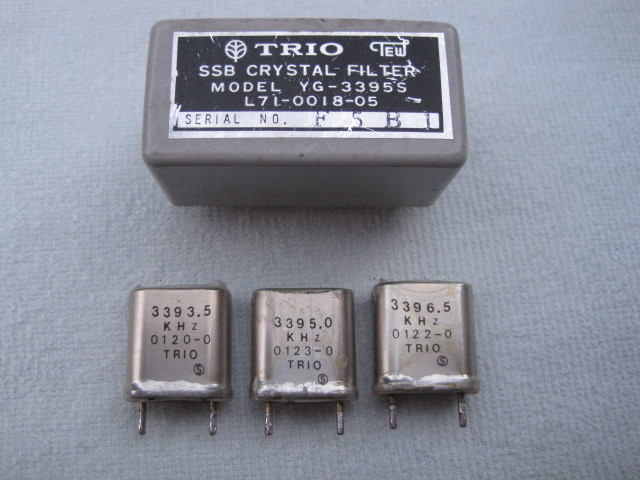 TRIO TEW
SSB CRYSTAL FILTER
MODEL YG-3395S
L71-0018-05
SERIAL NO. F5B1
3393.5
KHz
0120-0
TRIO
S
3395.0
KHz
0123-0
TRIO
S
3396.5
KHz
0122-0
TRIO
S